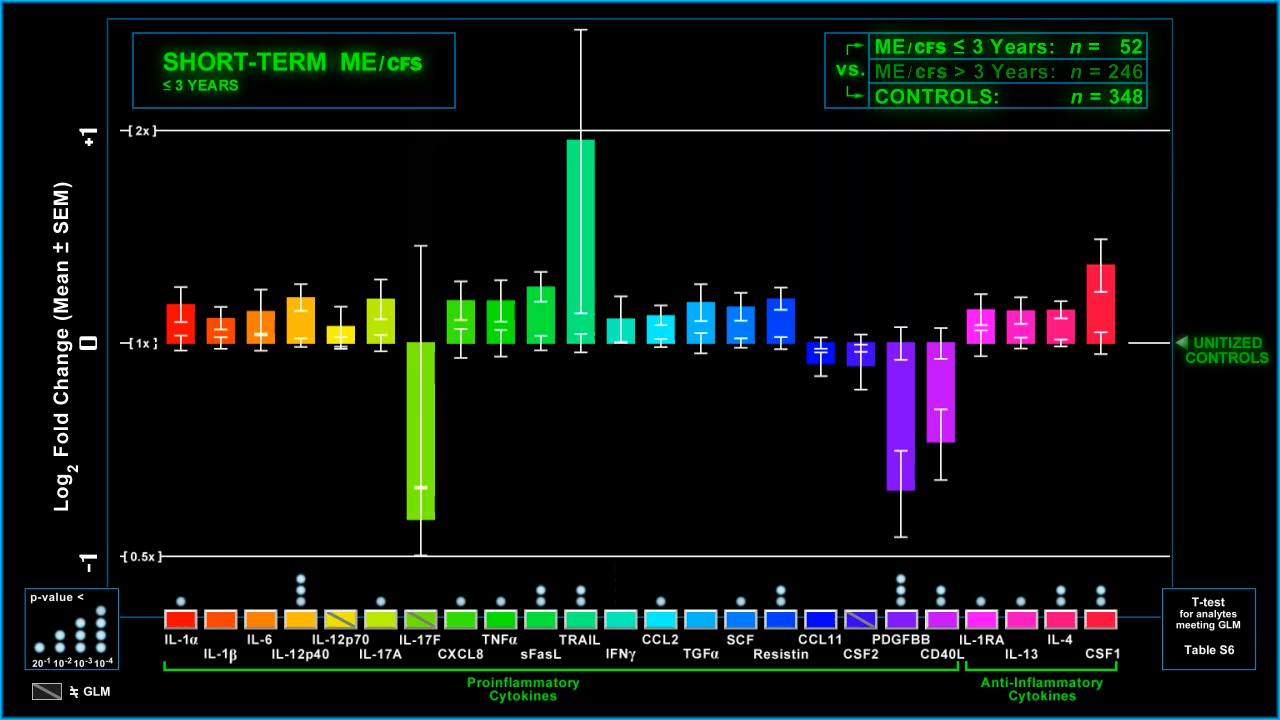 SHORT-TERM ME/CFS
≤ 3 YEARS
ME/CFS ≤ 3 Years: n = 52
vs. ME/CFS > 3 Years: n = 246
CONTROLS: n = 348
+1
0
-1
Log2 Fold Change (Mean ± SEM)
[ 2x ]
[ 1x ]
[ 0.5x ]
UNITIZED
CONTROLS
p-value <
20-1 10-2 10-3 10-4
≠ GLM
IL-1α IL-6 IL-12p70 IL-17F TNFα TRAIL CCL2 SCF CCL11 PDGFBB IL-1RA IL-4
IL-1β IL-12p40 IL-17A CXCL8 sFasL IFNγ TGFα Resistin CSF2 CD40L IL-13 CSF1
Proinflammatory
Cytokines
Anti-Inflammatory
Cytokines
T-test
for analytes
meeting GLM
Table S6